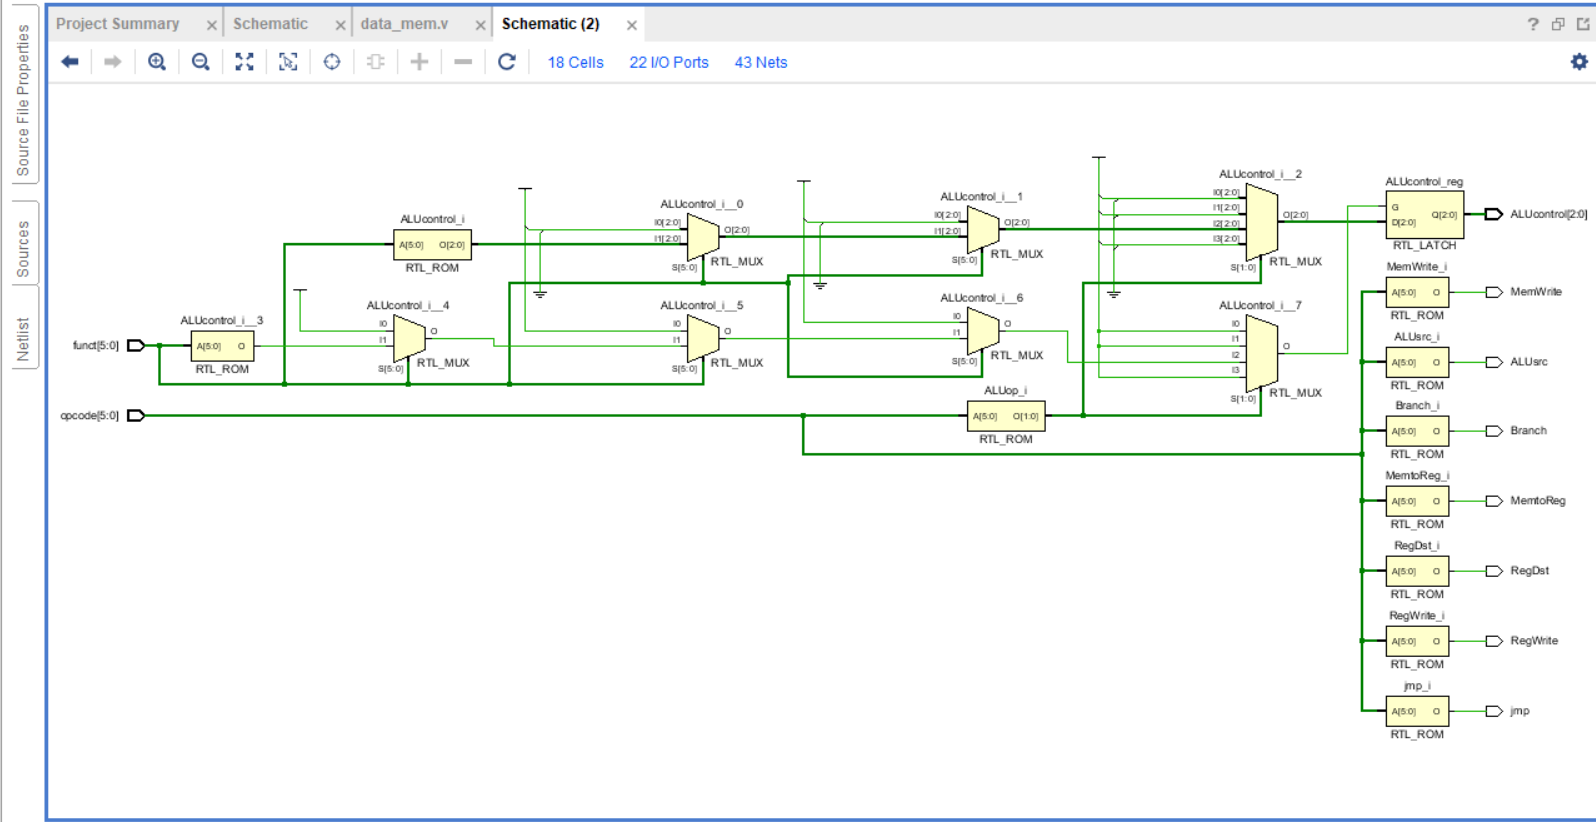 Source File Properties
Sources
Netlist
Project Summary × Schematic × data_mem.v × Schematic (2) ×
18 Cells 22 I/O Ports 43 Nets
ALUcontrol_i__2
I0[2:0]
I1[2:0]
I2[2:0]
I3[2:0]
O[2:0]
S[1:0]
RTL_MUX
ALUcontrol_reg
G
D[2:0]
Q[2:0]
RTL_LATCH
ALUcontrol[2:0]
ALUcontrol_i__1
I0[2:0]
I1[2:0]
O[2:0]
S[5:0]
RTL_MUX
ALUcontrol_i__0
I0[2:0]
I1[2:0]
O[2:0]
S[5:0]
RTL_MUX
ALUcontrol_i
A[5:0] O[2:0]
RTL_ROM
MemWrite_i
A[5:0] O
RTL_ROM
MemWrite
ALUcontrol_i__3
A[5:0] O
RTL_ROM
funct[5:0]
ALUcontrol_i__4
I0
I1
O
S[5:0]
RTL_MUX
ALUcontrol_i__5
I0
I1
O
S[5:0]
RTL_MUX
ALUcontrol_i__6
I0
I1
O
S[5:0]
RTL_MUX
ALUcontrol_i__7
I0
I1
I2
I3
O
S[1:0]
RTL_MUX
ALUsrc_i
A[5:0] O
RTL_ROM
ALUsrc
opcode[5:0]
ALUop_i
A[5:0] O[1:0]
RTL_ROM
Branch_i
A[5:0] O
RTL_ROM
Branch
MemtoReg_i
A[5:0] O
RTL_ROM
MemtoReg
RegDst_i
A[5:0] O
RTL_ROM
RegDst
RegWrite_i
A[5:0] O
RTL_ROM
RegWrite
jmp_i
A[5:0] O
RTL_ROM
jmp